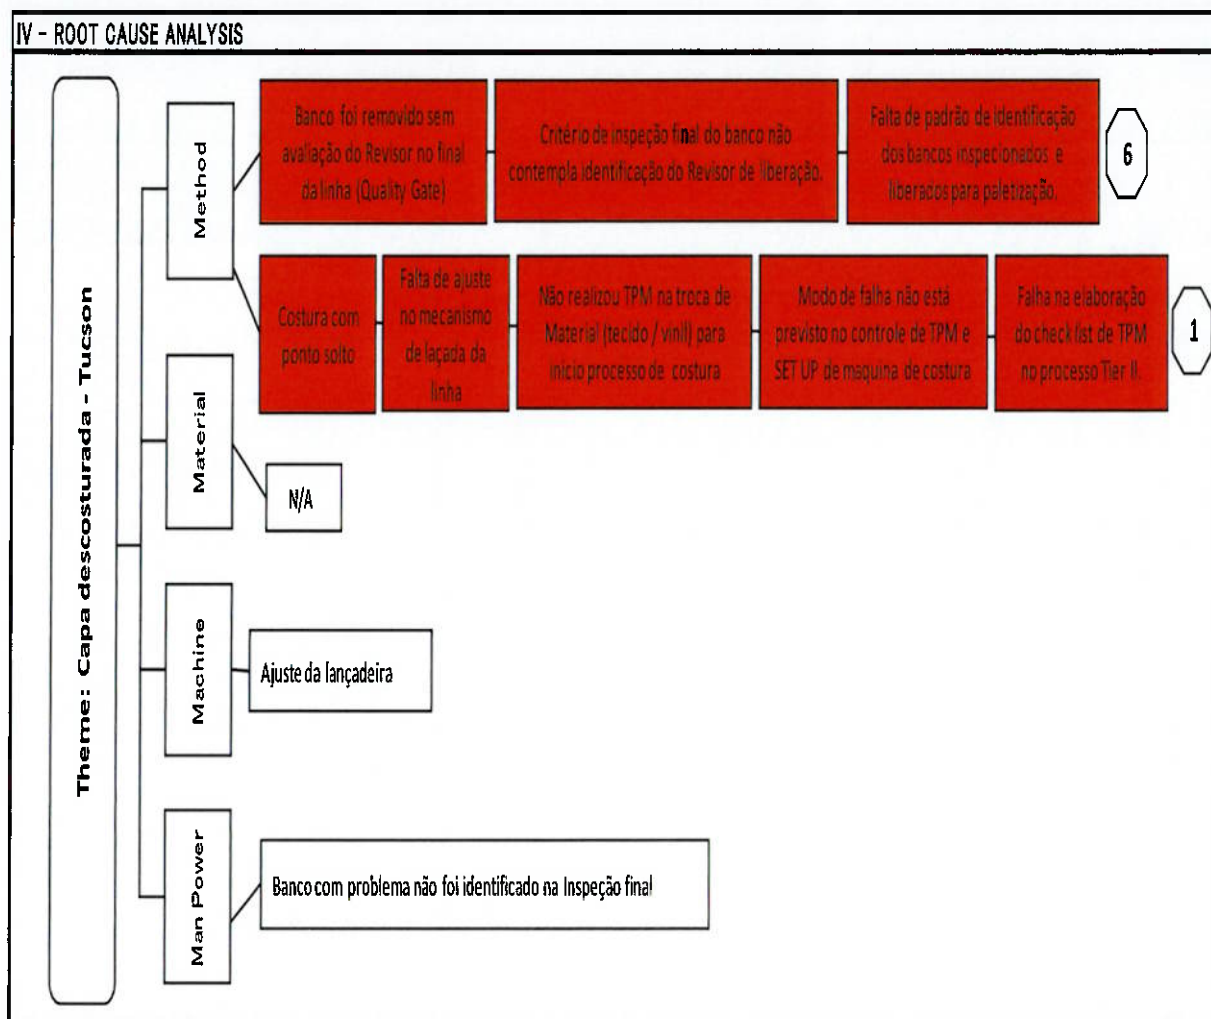 IV - ROOT CAUSE ANALYSIS
Theme: Capa descosturada - Tucson
Method
Banco foi removido sem
avaliação do Revisor no final
da linha (Quality Gate)
Critério de inspeção final do banco não
contempla identificação do Revisor de liberação.
Falta de padrão de identificação
dos bancos inspecionados e
liberados para paletização.
6
Costura com
ponto solto
Falta de ajuste
no mecanismo
de laçada da
linha
Não realizou TPM na troca de
Material (tecido / vinil) para
inicio processo de costura
Modo de falha não está
previsto no controle de TPM e
SET UP de maquina de costura
Falha na elaboração
do check list de TPM
no processo Tier II.
1
Material
N/A
Machine
Ajuste da lançadeira
Man Power
Banco com problema não foi identificado na Inspeção final